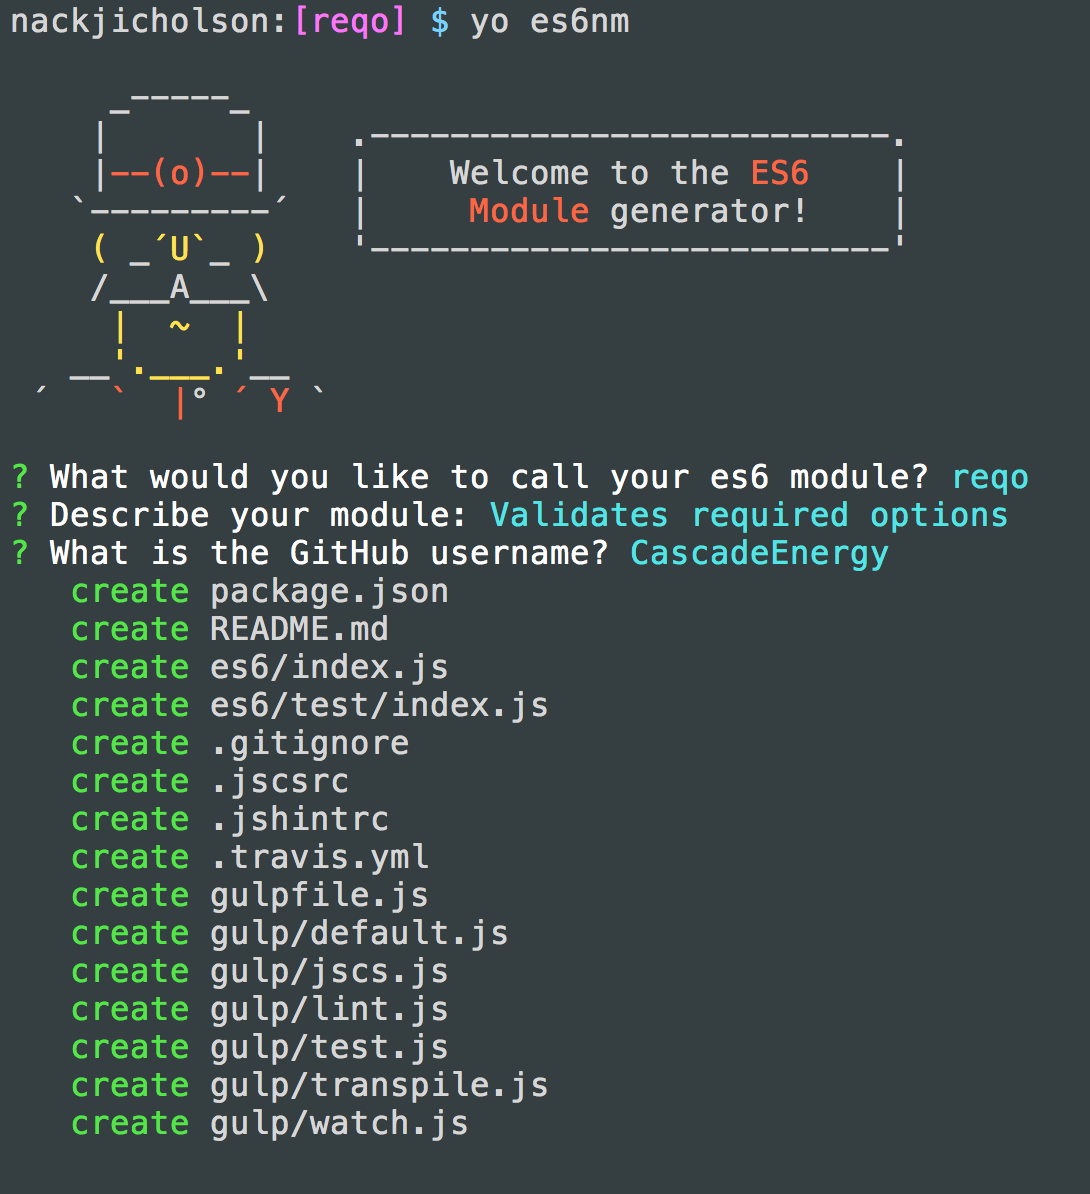 nackjicholson:[reqo] $ yo es6nm
     _-----_
    |       |    .--------------------------.
    |--(o)--|    |    Welcome to the ES6    |
   `---------´   |     Module generator!    |
    ( _´U`_ )    '--------------------------'
    /___A___\
     |  ~  |
   __'.___.'__
 ´   `  |° ´ Y `
? What would you like to call your es6 module? reqo
? Describe your module: Validates required options
? What is the GitHub username? CascadeEnergy
   create package.json
   create README.md
   create es6/index.js
   create es6/test/index.js
   create .gitignore
   create .jscsrc
   create .jshintrc
   create .travis.yml
   create gulpfile.js
   create gulp/default.js
   create gulp/jscs.js
   create gulp/lint.js
   create gulp/test.js
   create gulp/transpile.js
   create gulp/watch.js